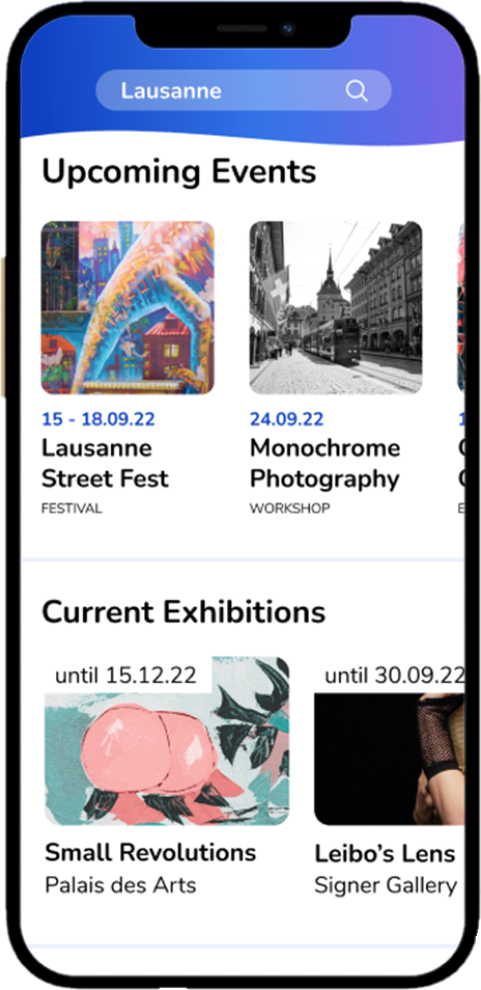 Lausanne
Upcoming Events
15 - 18.09.22
Lausanne
Street Fest
FESTIVAL
24.09.22
Monochrome
Photography
WORKSHOP
Current Exhibitions
until 15.12.22
Small Revolutions
Palais des Arts
until 30.09.22
Leibo's Lens
Signer Gallery